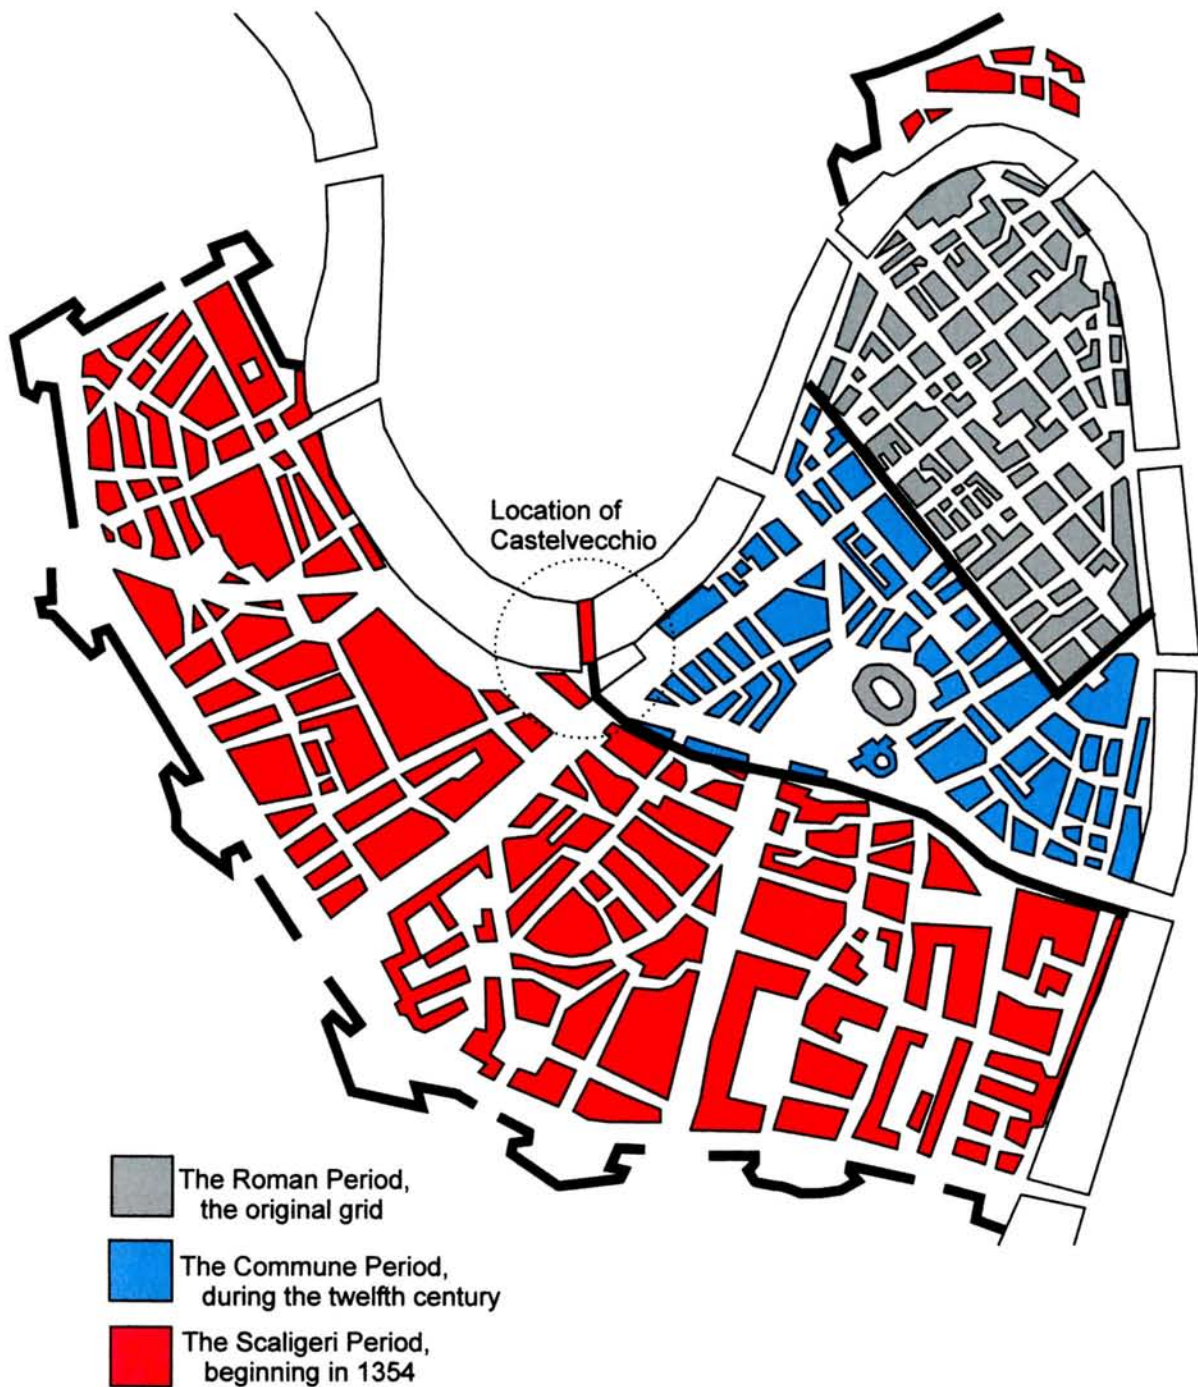 Location of
Castelvecchio
The Roman Period,
the original grid
The Commune Period,
during the twelfth century
The Scaligeri Period,
beginning in 1354